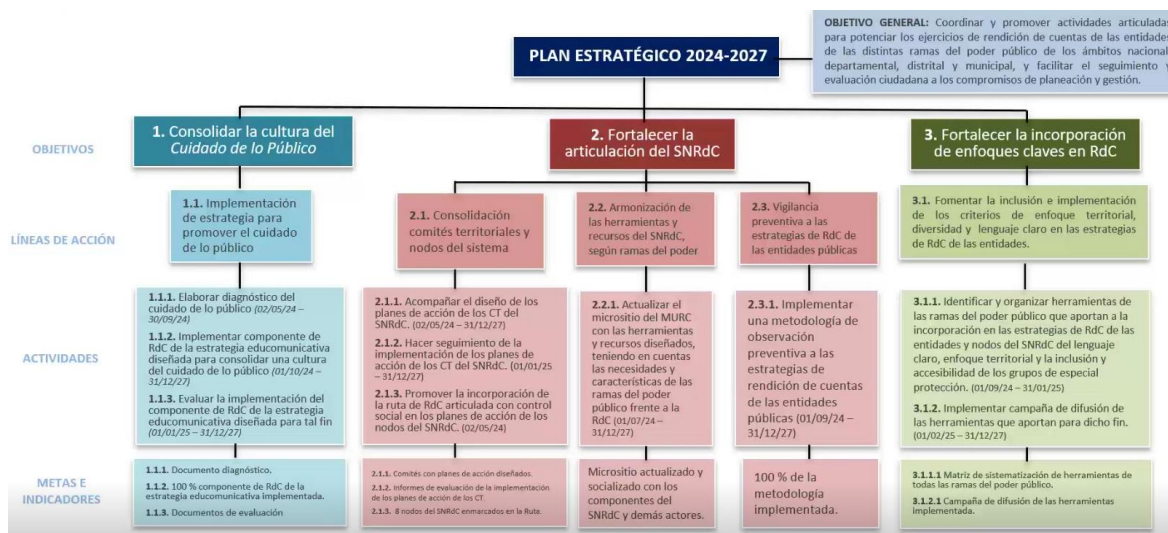 PLAN ESTRATÉGICO 2024-2027
OBJETIVO GENERAL: Coordinar y promover actividades articuladas
para potenciar los ejercicios de rendición de cuentas de las entidades
de las distintas ramas del poder público de los ámbitos nacional,
departamental, distrital y municipal, y facilitar el seguimiento y
evaluación ciudadana a los compromisos de planeación y gestión.
OBJETIVOS
1. Consolidar la cultura del
Cuidado de lo Público
2. Fortalecer la
articulación del SNRdC
3. Fortalecer la incorporación
de enfoques claves en RdC
LÍNEAS DE ACCIÓN
1.1. Implementación
de estrategia para
promover el cuidado
de lo público
2.1. Consolidación
comités territoriales y
nodos del sistema
2.2. Armonización de
las herramientas y
recursos del SNRdC,
según ramas del poder
2.3. Vigilancia
preventiva a las
estrategias de RdC de
las entidades públicas
3.1. Fomentar la inclusión e implementación
de los criterios de enfoque territorial,
diversidad y lenguaje claro en las estrategias
de RdC de las entidades.
ACTIVIDADES
1.1.1. Elaborar diagnóstico del
cuidado de lo público (02/05/24 –
30/09/24)
1.1.2. Implementar componente de
RdC de la estrategia educomunicativa
diseñada para consolidar una cultura
del cuidado de lo público (01/10/24 –
31/12/27)
1.1.3. Evaluar la implementación del
componente de RdC de la estrategia
educomunicativa diseñada para tal fin
(01/01/25 – 31/12/27)
2.1.1. Acompañar el diseño de los
planes de acción de los CT del
SNRdC. (02/05/24 – 31/12/27)
2.1.2. Hacer seguimiento de la
implementación de los planes de
acción de los CT del SNRdC. (01/01/25
– 31/12/27)
2.1.3. Promover la incorporación de
la ruta de RdC articulada con control
social en los planes de acción de los
nodos del SNRdC. (02/05/24)
2.2.1. Actualizar el
micrositio del MURC
con las herramientas
y recursos diseñados,
teniendo en cuentas
las necesidades y
características de las
ramas del poder
público frente a la
RdC (01/07/24 –
31/12/27)
2.3.1. Implementar
una metodología de
observación
preventiva a las
estrategias de
rendición de cuentas
de las entidades
públicas (01/09/24 –
31/12/27)
3.1.1. Identificar y organizar herramientas de
las ramas del poder público que aportan a la
incorporación en las estrategias de RdC de las
entidades y nodos del SNRdC del lenguaje
claro, enfoque territorial y la inclusión y
accesibilidad de los grupos de especial
protección. (01/09/24 – 31/01/25)
3.1.2. Implementar campaña de difusión de
las herramientas que aportan para dicho fin.
(01/02/25 – 31/12/27)
METAS E
INDICADORES
1.1.1. Documento diagnóstico.
1.1.2. 100 % componente de RdC de la
estrategia educomunicativa implementada.
1.1.3. Documentos de evaluación
2.1.1. Comités con planes de acción diseñados.
2.1.2. Informes de evaluación de la implementación
de los planes de acción de los CT.
2.1.3. 8 nodos del SNRdC enmarcados en la Rute.
Micrositio actualizado y
socializado con los
componentes del
SNRdC y demás actores.
100 % de la
metodología
implementada.
3.1.1.1 Matriz de sistematización de herramientas de
todas las ramas del poder público.
3.1.2.1 Campaña de difusión de las herramientas
implementada.